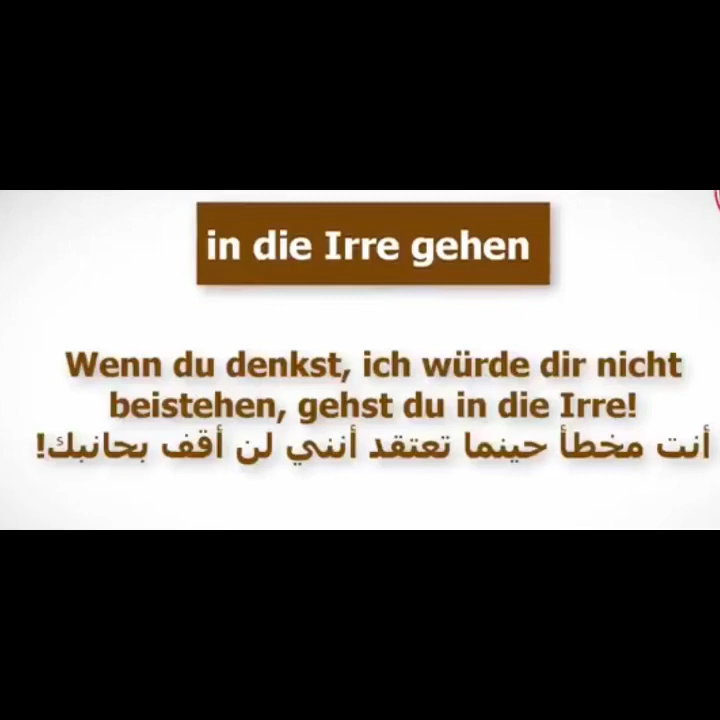 in die Irre gehen
Wenn du denkst, ich würde dir nicht
beistehen, gehst du in die Irre!
أنت مخطأ حينما تعتقد أنني لن أقف بحانبك!